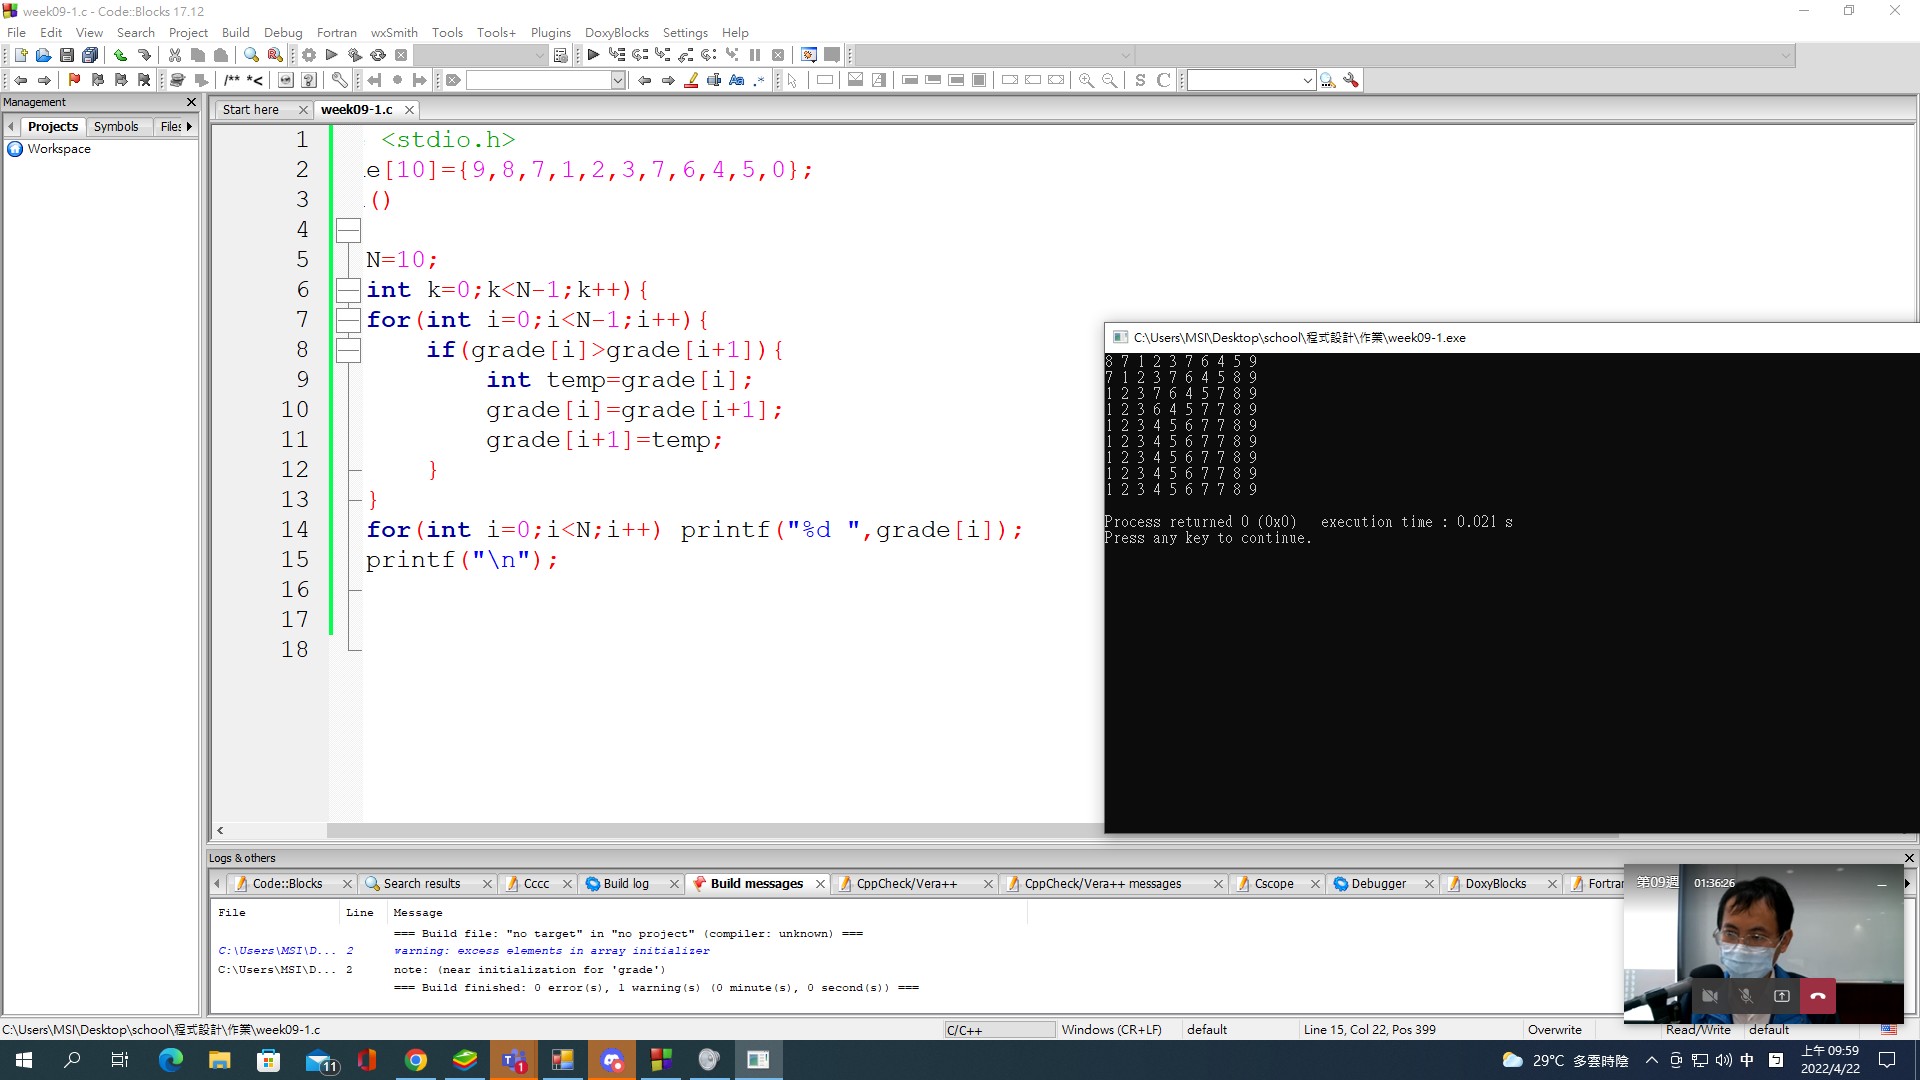 week09-1.c - Code::Blocks 17.12
File Edit View Search Project Build Debug Fortran wxSmith Tools Tools+ Plugins DoxyBlocks Settings Help
/** *<
S C
Management
Start here week09-1.c
Projects Symbols Files
Workspace
1 <stdio.h>
2 e[10]={9,8,7,1,2,3,7,6,4,5,0};
3 ()
4
5 N=10;
6 int k=0;k<N-1;k++){
7 for(int i=0;i<N-1;i++){
8 if(grade[i]>grade[i+1]){
9 int temp=grade[i];
10 grade[i]=grade[i+1];
11 grade[i+1]=temp;
12 }
13 }
14 for(int i=0;i<N;i++) printf("%d ",grade[i]);
15 printf("\n");
16
17
18
C:\Users\MSI\Desktop\school\程式設計\作業\week09-1.exe
8 7 1 2 3 7 6 4 5 9
7 1 2 3 7 6 4 5 8 9
1 2 3 7 6 4 5 7 8 9
1 2 3 6 4 5 7 7 8 9
1 2 3 4 5 6 7 7 8 9
1 2 3 4 5 6 7 7 8 9
1 2 3 4 5 6 7 7 8 9
1 2 3 4 5 6 7 7 8 9
1 2 3 4 5 6 7 7 8 9
Process returned 0 (0x0) execution time : 0.021 s
Press any key to continue.
Logs & others
Code::Blocks Search results Cccc Build log Build messages CppCheck/Vera++ CppCheck/Vera++ messages Cscope Debugger DoxyBlocks Fortran
File Line Message
=== Build file: "no target" in "no project" (compiler: unknown) ===
C:\Users\MSI\D... 2 warning: excess elements in array initializer
C:\Users\MSI\D... 2 note: (near initialization for 'grade')
=== Build finished: 0 error(s), 1 warning(s) (0 minute(s), 0 second(s)) ===
第09週 01:36:26
C:\Users\MSI\Desktop\school\程式設計\作業\week09-1.c C/C++ Windows (CR+LF) default Line 15, Col 22, Pos 399 Overwrite Read/Write default
11 1 29°C 多雲時陰 中 上午 09:59
2022/4/22